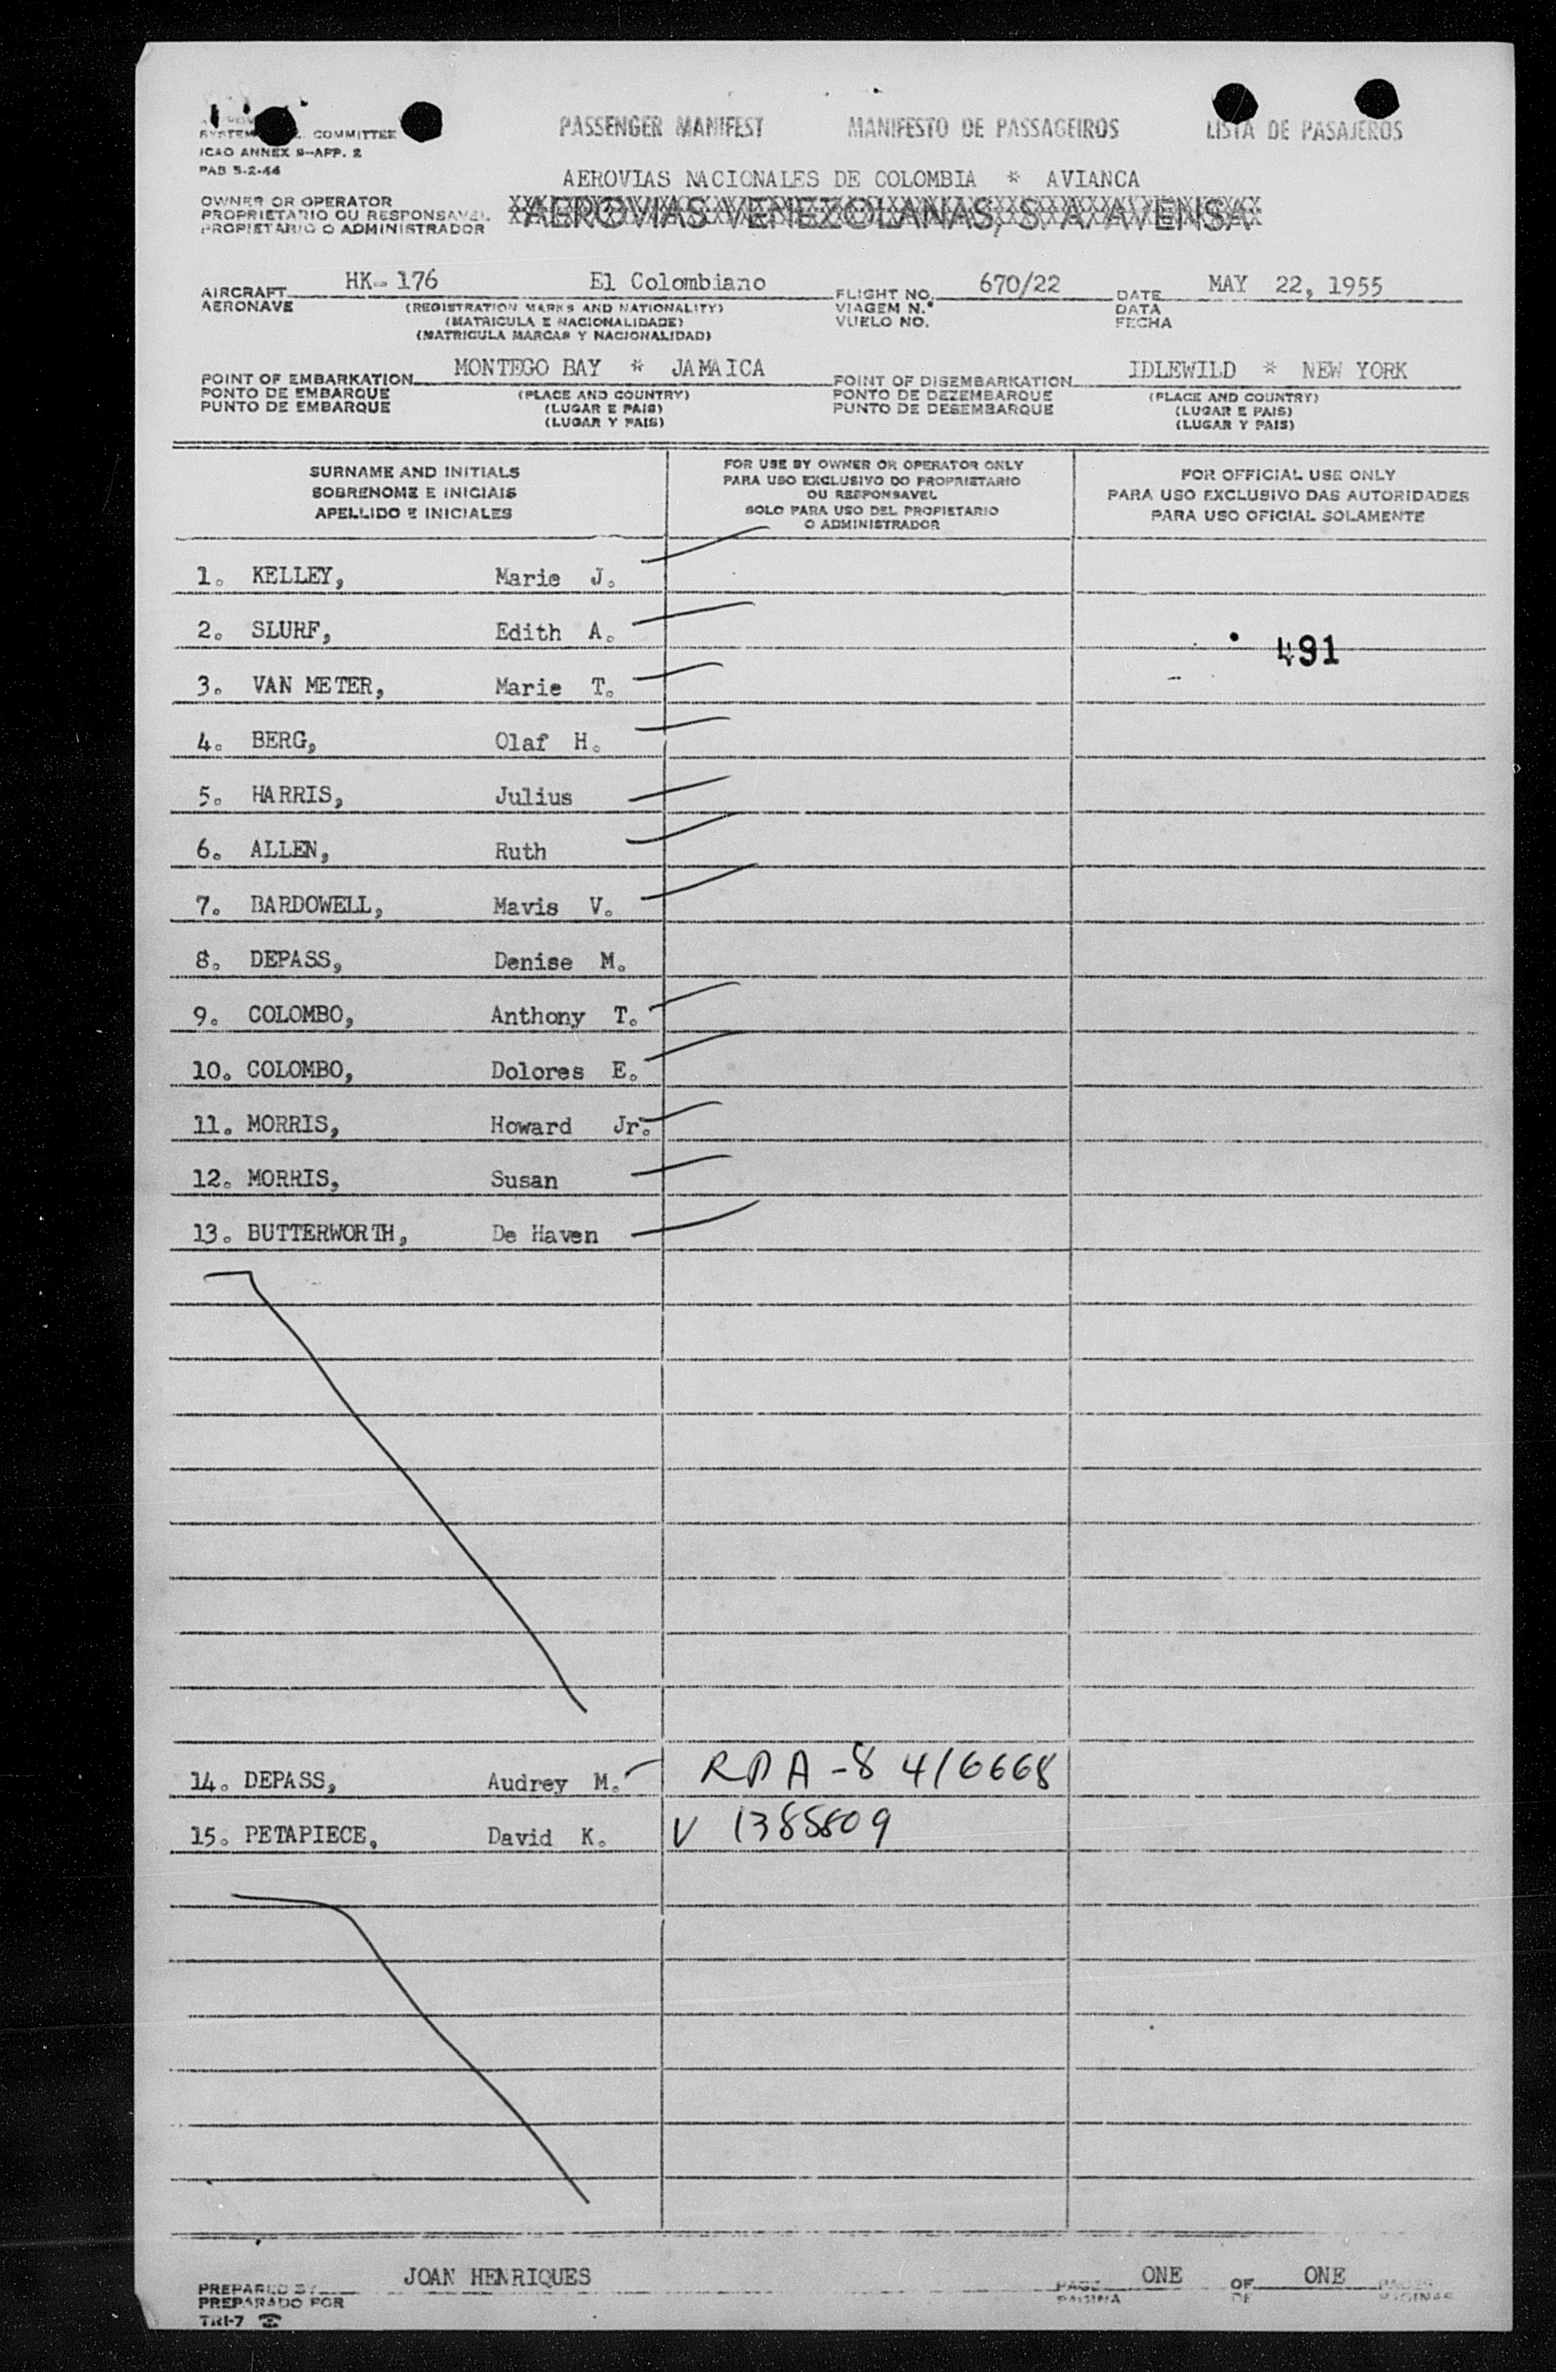 SYSTEM COMMITTEE
ICAO ANNEX 9—APP. 2
PAB 5-2-44
PASSENGER MANIFEST MANIFESTO DE PASSAGEIROS LISTA DE PASAJEROS
AEROVIAS NACIONALES DE COLOMBIA * AVIANCA
OWNER OR OPERATOR
PROPRIETARIO OU RESPONSAVEL
PROPIETARIO O ADMINISTRADOR
AEROVIAS VENEZOLANAS, S. A. AVENSA
AIRCRAFT HK- 176 El Colombiano FLIGHT NO. 670/22 DATE MAY 22, 1955
AERONAVE (REGISTRATION MARKS AND NATIONALITY) VIAGEM N.° DATA
(MATRICULA E NACIONALIDADE) VUELO NO. FECHA
(MATRICULA MARCAS Y NACIONALIDAD)
POINT OF EMBARKATION MONTEGO BAY * JAMAICA POINT OF DISEMBARKATION IDLEWILD * NEW YORK
PONTO DE EMBARQUE (PLACE AND COUNTRY) PONTO DE DEZEMBARQUE (PLACE AND COUNTRY)
PUNTO DE EMBARQUE (LUGAR E PAIS) PUNTO DE DESEMBARQUE (LUGAR E PAIS)
(LUGAR Y PAIS) (LUGAR Y PAIS)
SURNAME AND INITIALS
SOBRENOME E INICIAIS
APELLIDO E INICIALES
FOR USE BY OWNER OR OPERATOR ONLY
PARA USO EXCLUSIVO DO PROPRIETARIO
OU RESPONSAVEL
SOLO PARA USO DEL PROPIETARIO
O ADMINISTRADOR
FOR OFFICIAL USE ONLY
PARA USO EXCLUSIVO DAS AUTORIDADES
PARA USO OFICIAL SOLAMENTE
1. KELLEY, Marie J.
2. SLURF, Edith A.
491
3. VAN METER, Marie T.
4. BERG, Olaf H.
5. HARRIS, Julius
6. ALLEN, Ruth
7. BARDOWELL, Mavis V.
8. DEPASS, Denise M.
9. COLOMBO, Anthony T.
10. COLOMBO, Dolores E.
11. MORRIS, Howard Jr.
12. MORRIS, Susan
13. BUTTERWORTH, De Haven
14. DEPASS, Audrey M. A-8 416668
15. PETAPIECE, David K. V 1385809
PREPARED BY JOAN HENRIQUES PAGE ONE OF ONE PAGES
PREPARADO POR PAGINA DE PAGINAS
TRI-7